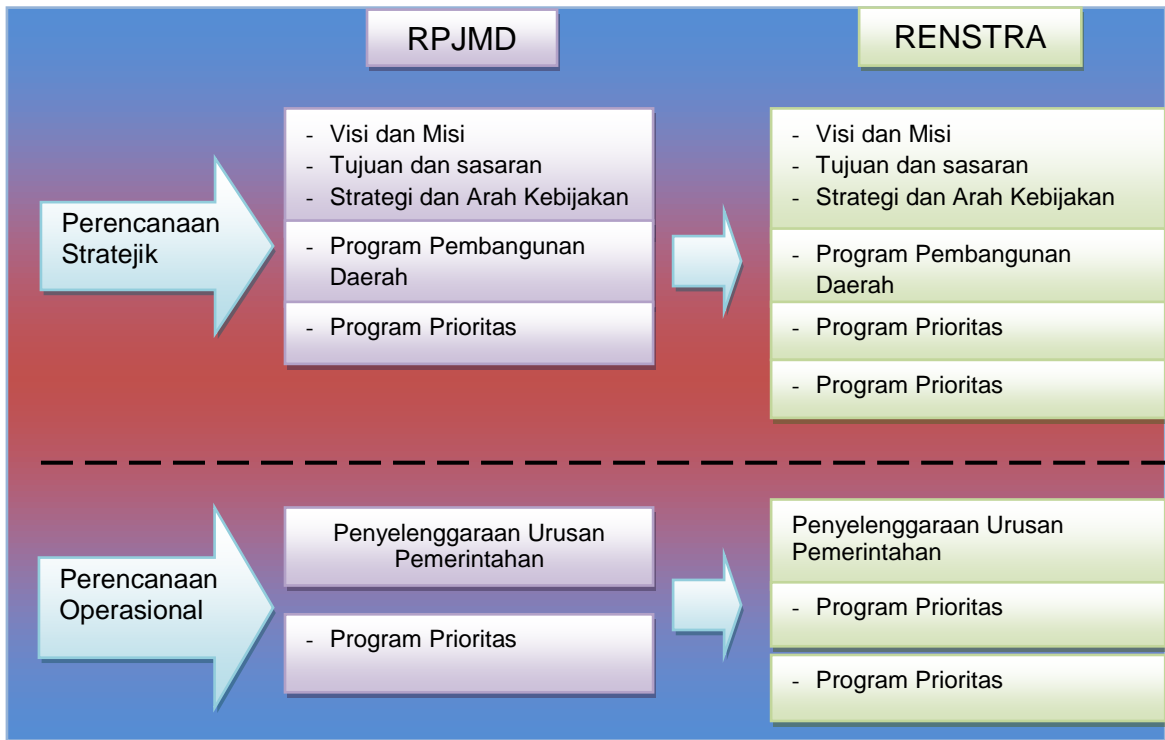 RPJMD
RENSTRA
Perencanaan
Stratejik
- Visi dan Misi
- Tujuan dan sasaran
- Strategi dan Arah Kebijakan
- Program Pembangunan
Daerah
- Program Prioritas
- Visi dan Misi
- Tujuan dan sasaran
- Strategi dan Arah Kebijakan
- Program Pembangunan
Daerah
- Program Prioritas
- Program Prioritas
Perencanaan
Operasional
Penyelenggaraan Urusan
Pemerintahan
- Program Prioritas
Penyelenggaraan Urusan
Pemerintahan
- Program Prioritas
- Program Prioritas